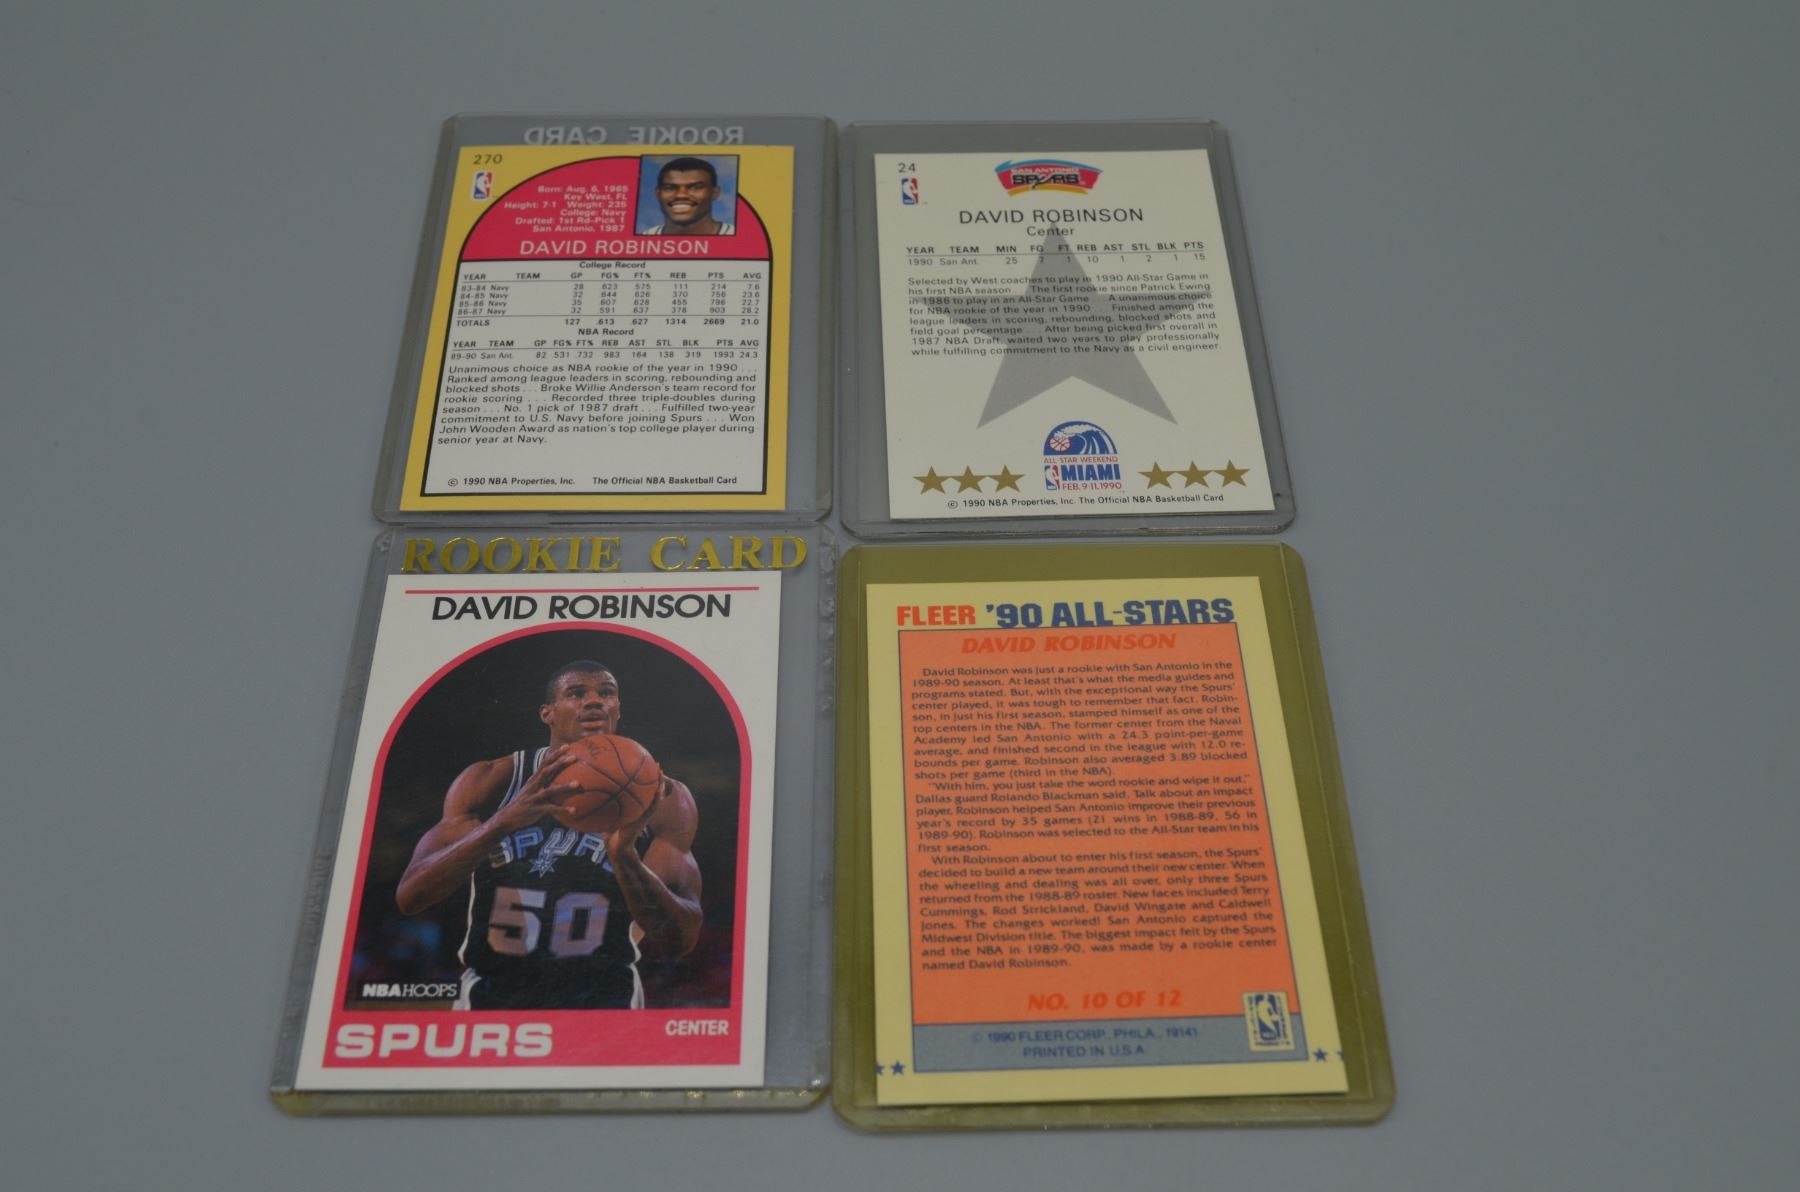 ROOKIE CARD
270
Born: Aug. 6, 1965
Key West, FL
Height: 7-1 Weight: 235
College: Navy
Drafted: 1st Rd-Pick 1
San Antonio, 1987
DAVID ROBINSON
College Record
YEAR TEAM GP FG% FT% REB PTS AVG
83-84 Navy 28 .623 .575 111 214 7.6
84-85 Navy 32 .644 .626 370 756 23.6
85-86 Navy 35 .607 .628 455 796 22.7
86-87 Navy 32 .591 .637 378 903 28.2
TOTALS 127 .613 .627 1314 2669 21.0
NBA Record
YEAR TEAM GP FG% FT% REB AST STL BLK PTS AVG
89-90 San Ant. 82 .531 .732 983 164 138 319 1993 24.3
Unanimous choice as NBA rookie of the year in 1990 . . .
Ranked among league leaders in scoring, rebounding and
blocked shots . . . Broke Willie Anderson's team record for
rookie scoring . . . Recorded three triple-doubles during
season . . . No. 1 pick of 1987 draft . . . Fulfilled two-year
commitment to U.S. Navy before joining Spurs . . . Won
John Wooden Award as nation's top college player during
senior year at Navy.
© 1990 NBA Properties, Inc. The Official NBA Basketball Card
24
SAN ANTONIO
SPURS
DAVID ROBINSON
Center
YEAR TEAM MIN FG FT REB AST STL BLK PTS
1990 San Ant. 25 7 1 10 1 2 1 15
Selected by West coaches to play in 1990 All-Star Game in
his first NBA season . . . The first rookie since Patrick Ewing
in 1986 to play in an All-Star Game . . . A unanimous choice
for NBA rookie of the year in 1990 . . . Finished among the
league leaders in scoring, rebounding, blocked shots and
field goal percentage . . . After being picked first overall in
1987 NBA Draft, waited two years to play professionally
while fulfilling commitment to the Navy as a civil engineer.
ALL-STAR WEEKEND
MIAMI
FEB. 9-11, 1990
© 1990 NBA Properties, Inc. The Official NBA Basketball Card
ROOKIE CARD
DAVID ROBINSON
SPURS
50
NBA HOOPS
SPURS
CENTER
FLEER '90 ALL-STARS
DAVID ROBINSON
David Robinson was just a rookie with San Antonio in the
1989-90 season. At least that's what the media guides and
programs stated. But, with the exceptional way the Spurs'
center played, it was tough to remember that fact. Robin-
son, in just his first season, stamped himself as one of the
top centers in the NBA. The former center from the Naval
Academy led San Antonio with a 24.3 point-per-game
average, and finished second in the league with 12.0 re-
bounds per game. Robinson also averaged 3.89 blocked
shots per game (third in the NBA).
"With him, you just take the word rookie and wipe it out,"
Dallas guard Rolando Blackman said. Talk about an impact
player, Robinson helped San Antonio improve their previous
year's record by 35 games (21 wins in 1988-89, 56 in
1989-90). Robinson was selected to the All-Star team in his
first season.
With Robinson about to enter his first season, the Spurs'
decided to build a new team around their new center. When
the wheeling and dealing was all over, only three Spurs
returned from the 1988-89 roster. New faces included Terry
Cummings, Rod Strickland, David Wingate and Caldwell
Jones. The changes worked! San Antonio captured the
Midwest Division title. The biggest impact felt by the Spurs
and the NBA in 1989-90, was made by a rookie center
named David Robinson.
NO. 10 OF 12
© 1990 FLEER CORP., PHILA., 19141
PRINTED IN U.S.A.